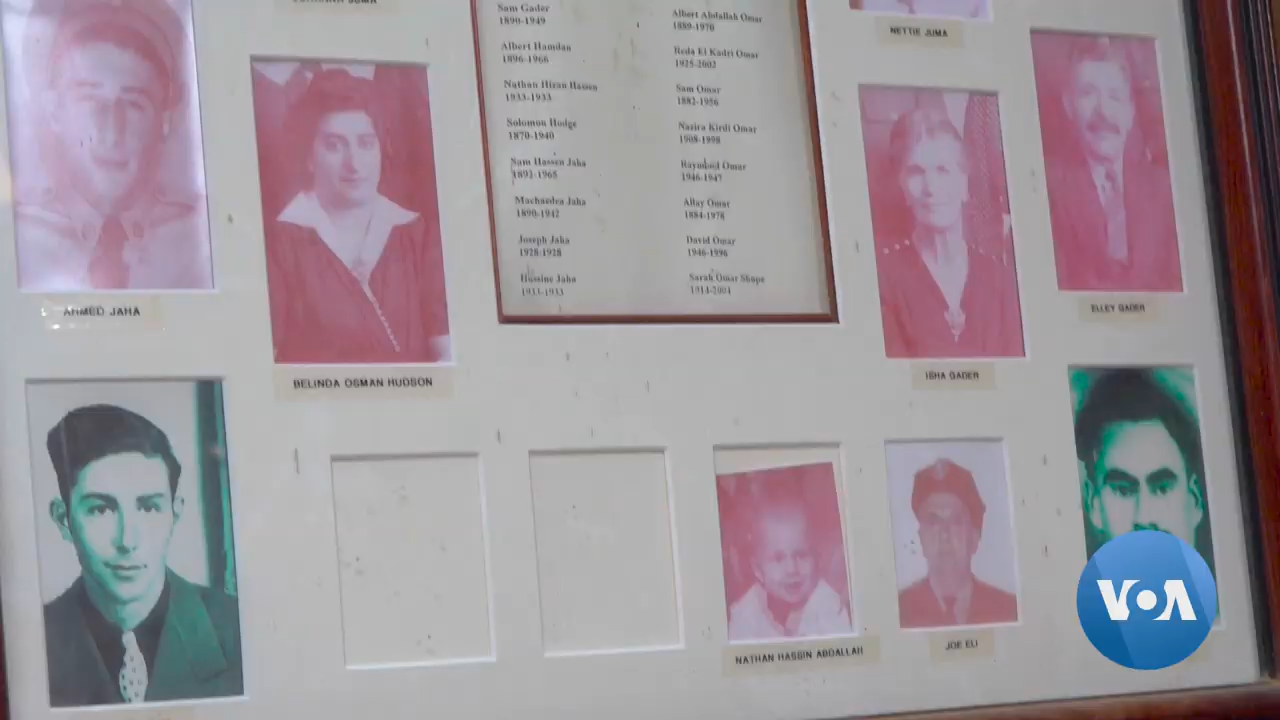 Sam Gader
1890-1949
Albert Hamdan
1896-1966
Nathan Hiran Hassen
1933-1933
Solomon Hodge
1870-1940
Sam Hassen Jaha
1892-1965
Machaedra Jaha
1890-1942
Joseph Jaha
1928-1928
Hussine Jaha
1933-1933
Albert Abdallah Omar
1889-1970
Reda El Kadri Omar
1925-2002
Sam Omar
1882-1956
Nazira Kirdi Omar
1908-1998
Raymond Omar
1946-1947
Allay Omar
1884-1978
David Omar
1946-1996
Sarah Omar Shupe
1914-2004
NETTIE JUMA
AHMED JAHA
BELINDA OSMAN HUDSON
ISHA GADER
ELLEY GADER
NATHAN HASSIN ABDALLAH
JOE ELI
VOA